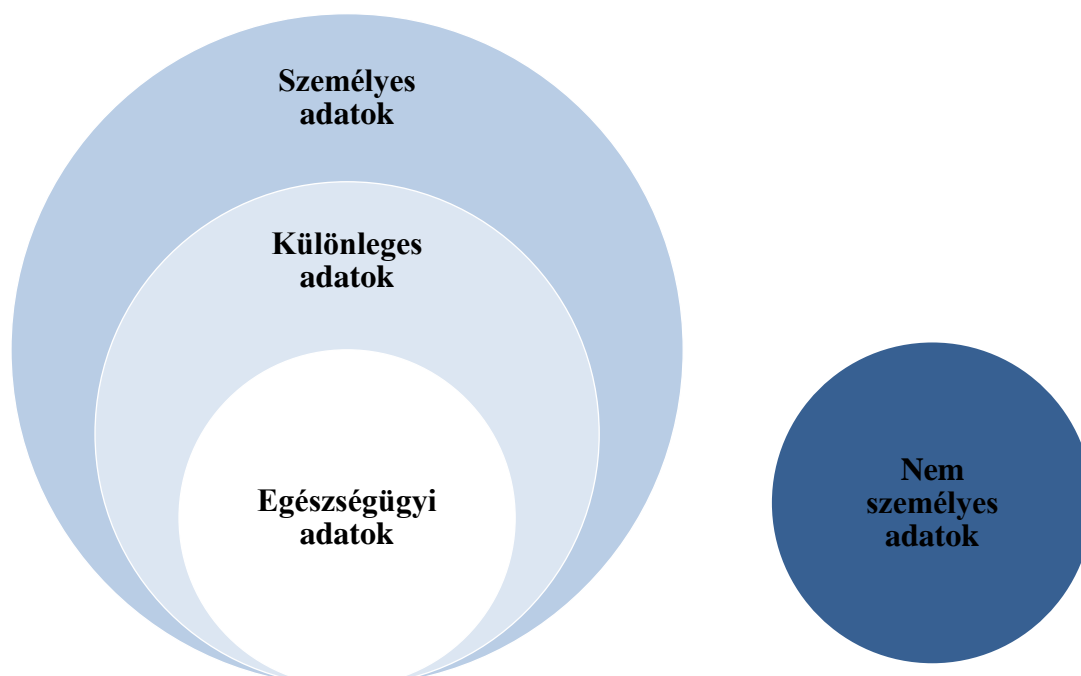 Személyes
adatok
Különleges
adatok
Egészségügyi
adatok
Nem
személyes
adatok